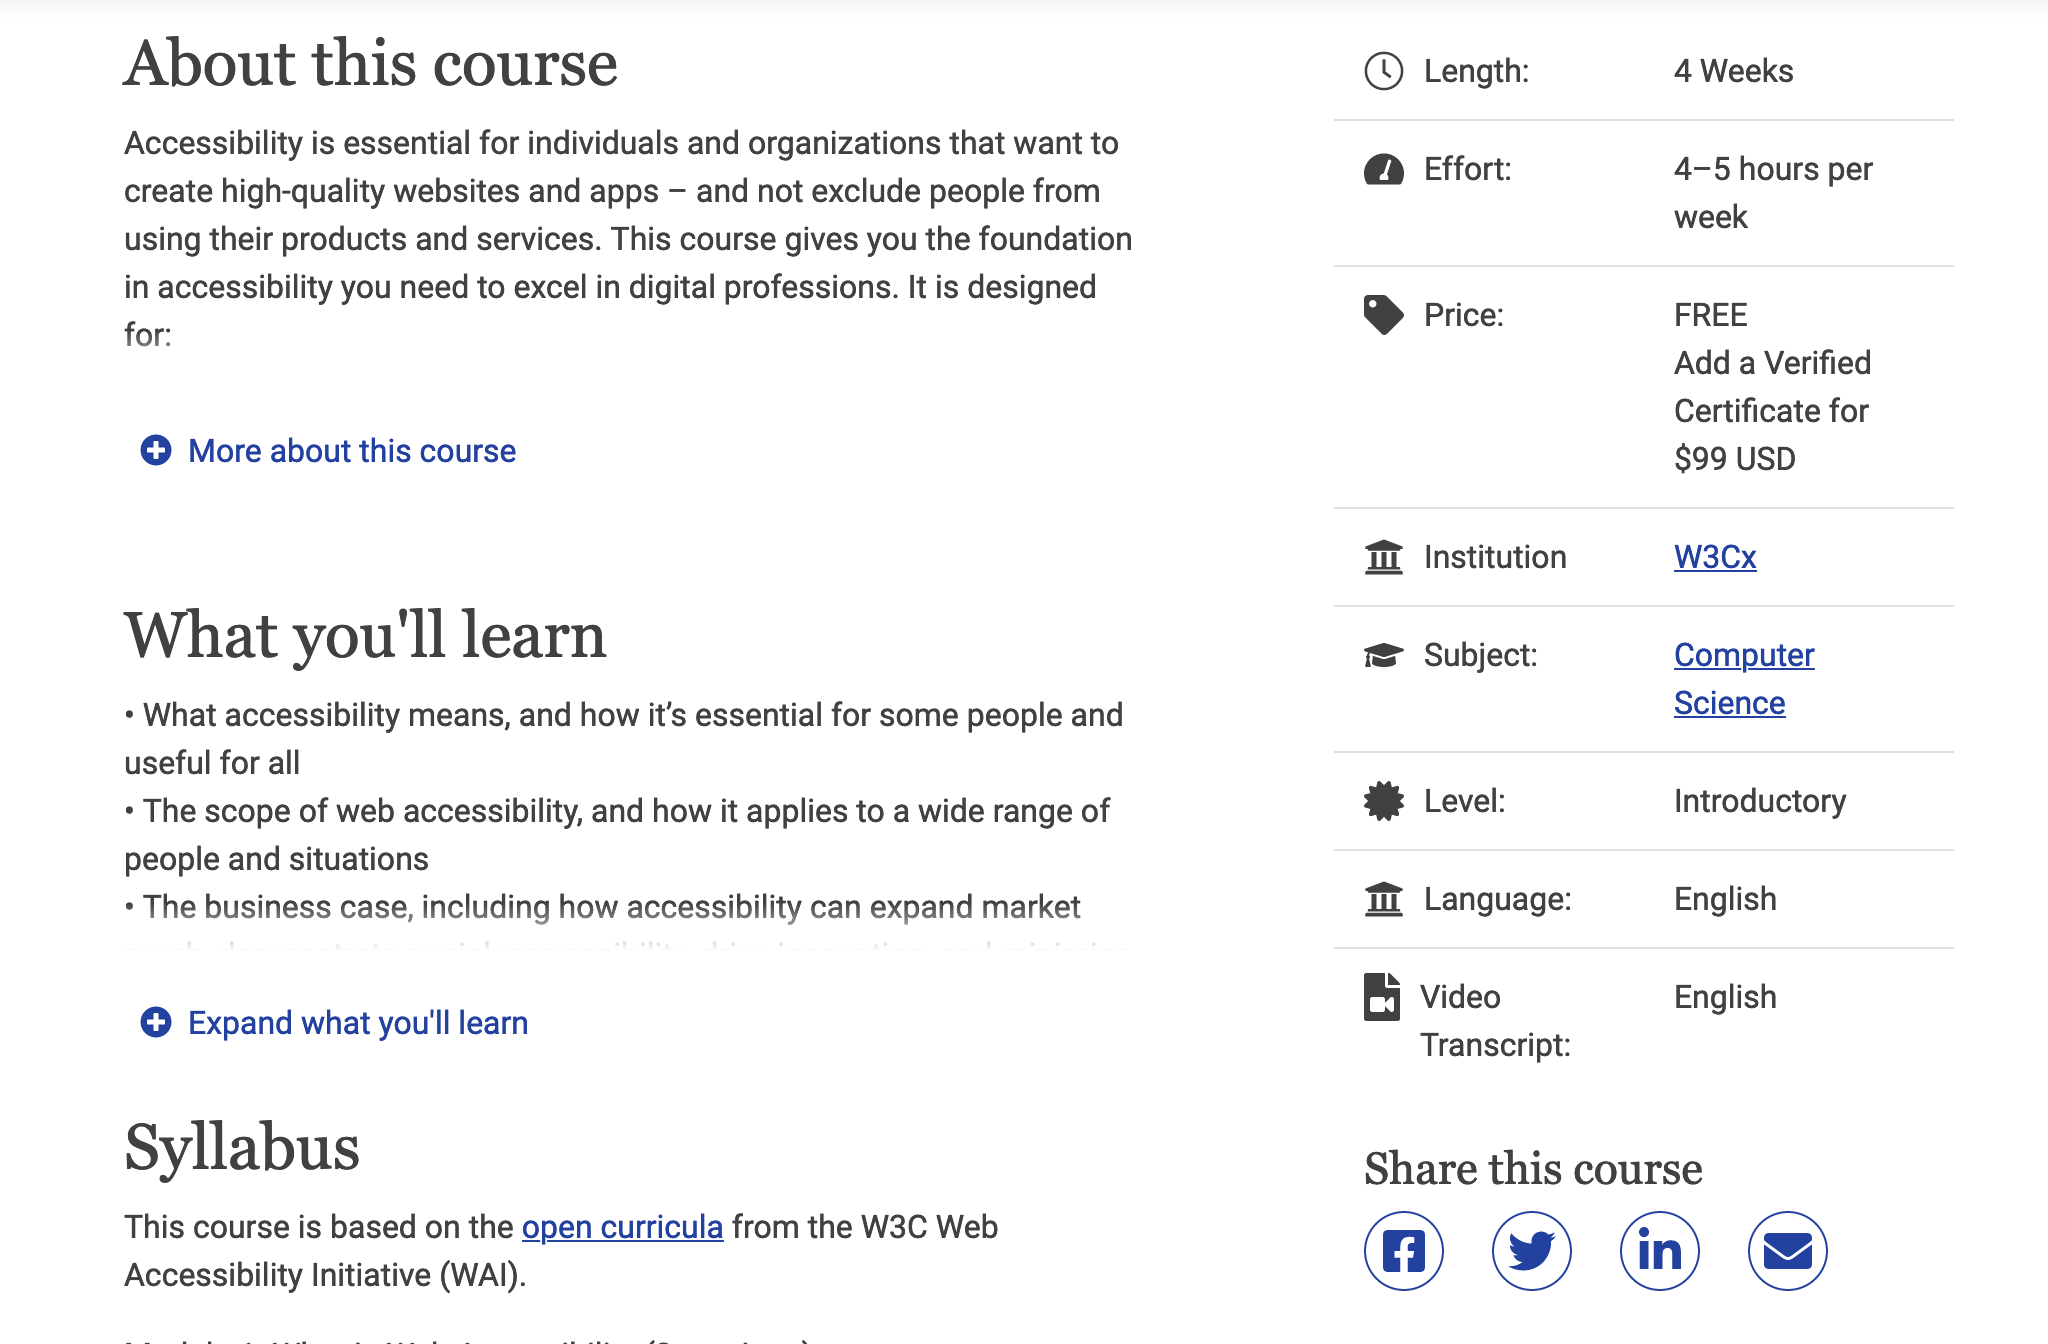 About this course
Accessibility is essential for individuals and organizations that want to
create high-quality websites and apps – and not exclude people from
using their products and services. This course gives you the foundation
in accessibility you need to excel in digital professions. It is designed
for:
More about this course
What you'll learn
• What accessibility means, and how it’s essential for some people and
useful for all
• The scope of web accessibility, and how it applies to a wide range of
people and situations
• The business case, including how accessibility can expand market
Expand what you'll learn
Syllabus
This course is based on the open curricula from the W3C Web
Accessibility Initiative (WAI).
Length: 4 Weeks
Effort: 4–5 hours per
week
Price: FREE
Add a Verified
Certificate for
$99 USD
Institution W3Cx
Subject: Computer
Science
Level: Introductory
Language: English
Video English
Transcript:
Share this course